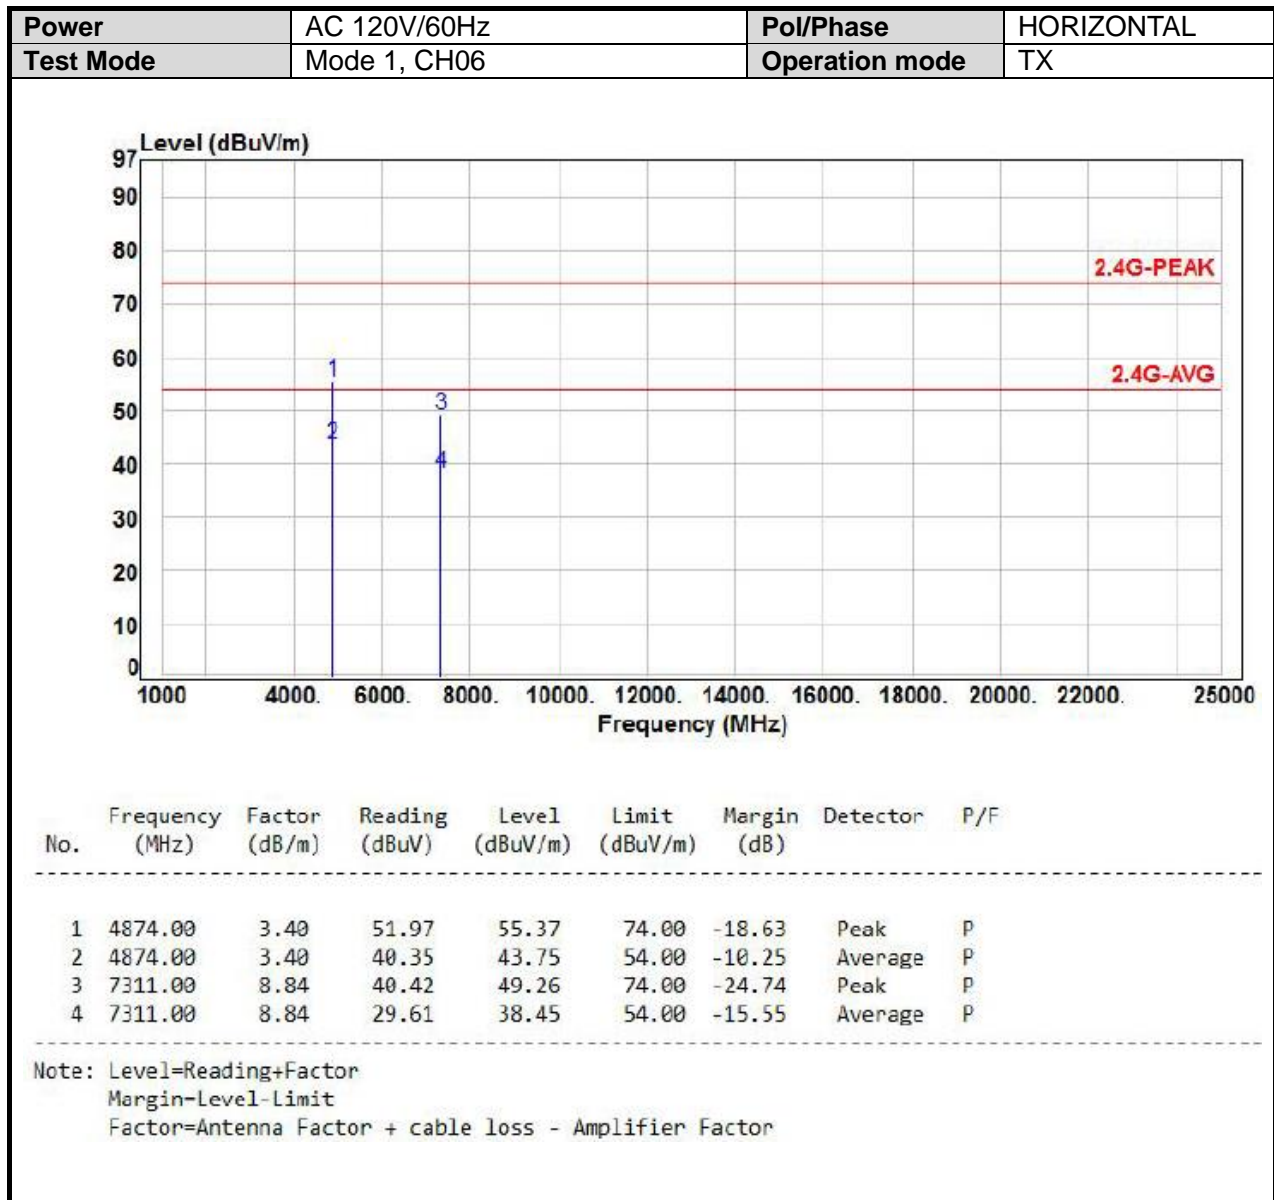 Power AC 120V/60Hz Pol/Phase HORIZONTAL
Test Mode Mode 1, CH06 Operation mode TX
Level (dBuV/m)
97
90
80
2.4G-PEAK
70
60
1
2.4G-AVG
50
3
2
40
4
30
20
10
0
1000 4000. 6000. 8000. 10000. 12000. 14000. 16000. 18000. 20000. 22000. 25000
Frequency (MHz)
Frequency Factor Reading Level Limit Margin Detector P/F
No. (MHz) (dB/m) (dBuV) (dBuV/m) (dBuV/m) (dB)
1 4874.00 3.40 51.97 55.37 74.00 -18.63 Peak P
2 4874.00 3.40 40.35 43.75 54.00 -10.25 Average P
3 7311.00 8.84 40.42 49.26 74.00 -24.74 Peak P
4 7311.00 8.84 29.61 38.45 54.00 -15.55 Average P
Note: Level=Reading+Factor
Margin=Level-Limit
Factor=Antenna Factor + cable loss - Amplifier Factor